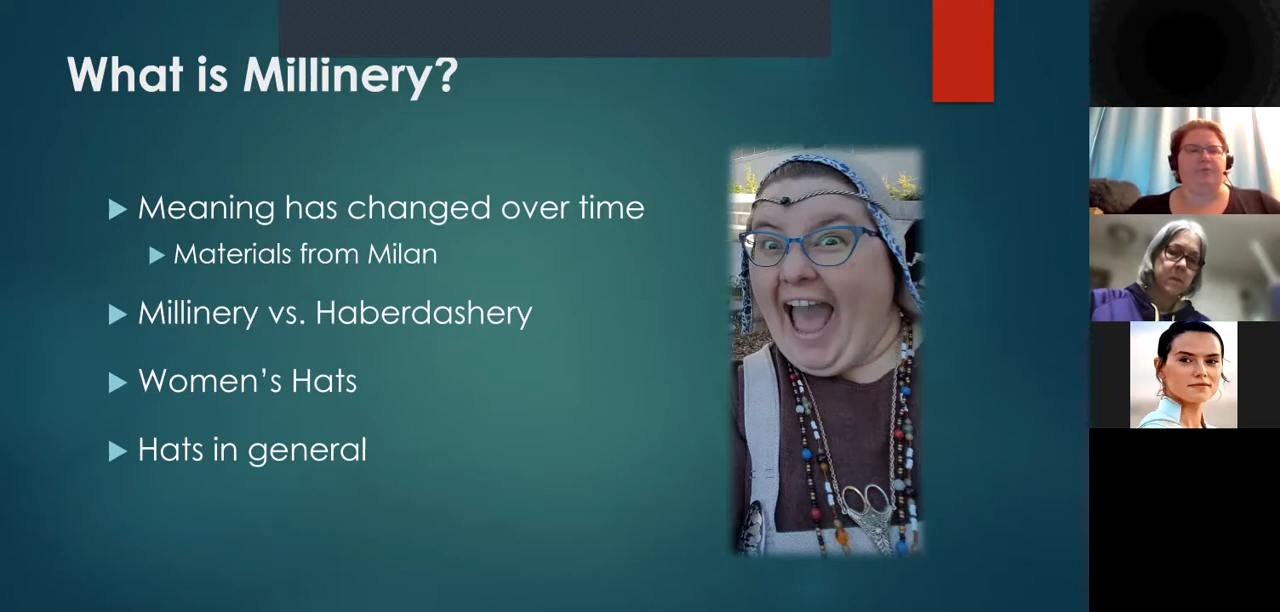 What is Millinery?
Meaning has changed over time
Materials from Milan
Millinery vs. Haberdashery
Women’s Hats
Hats in general